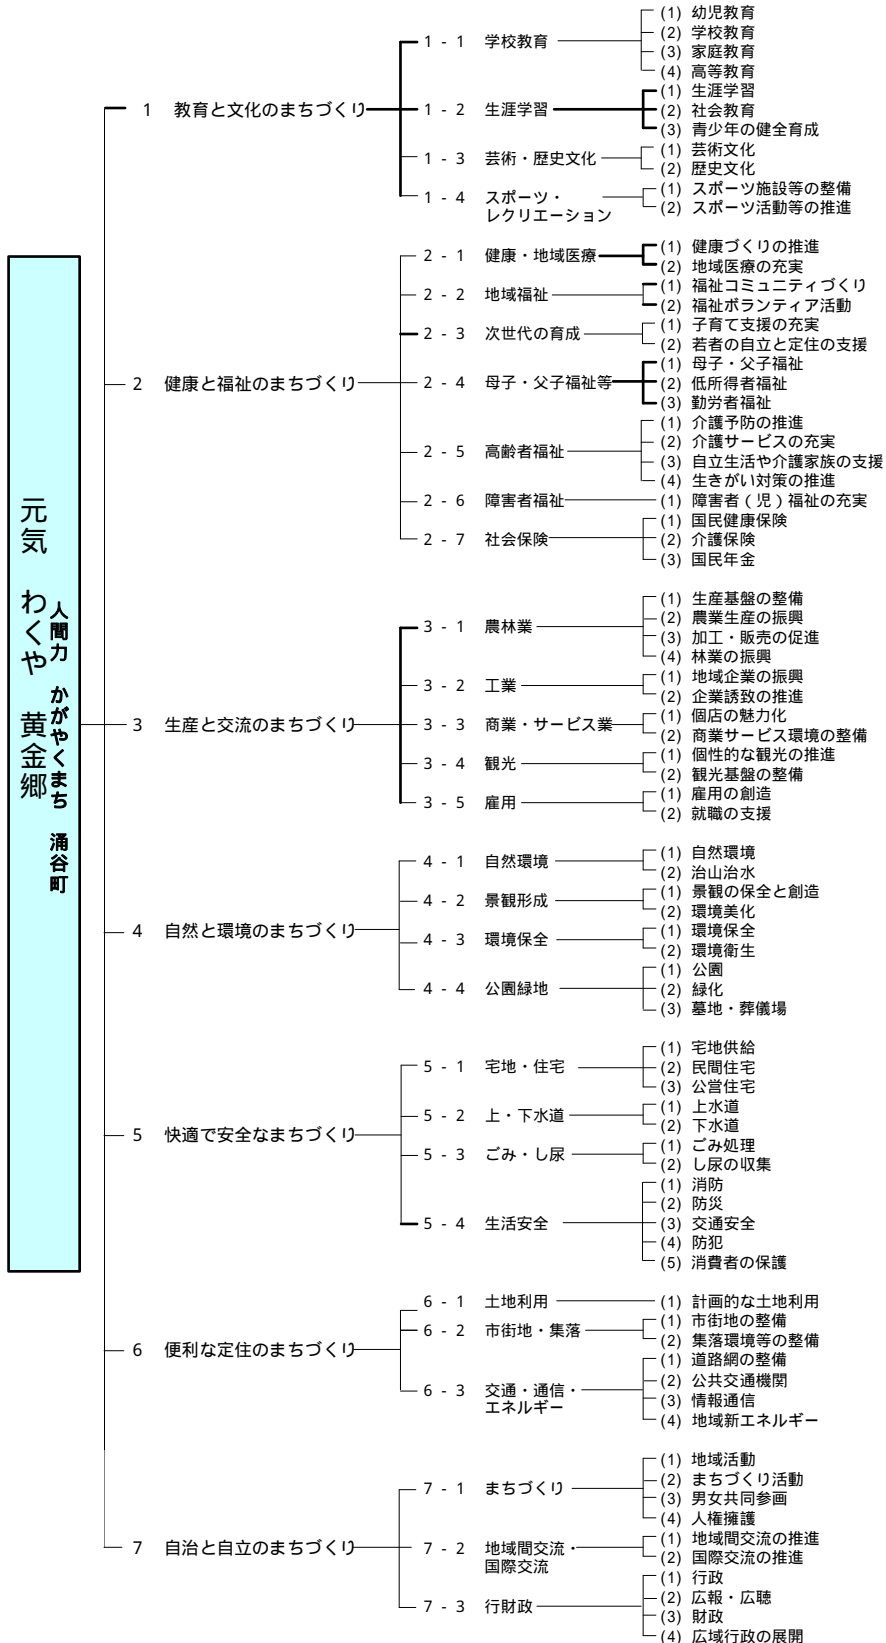 元気　わくや　黄金郷
人間力　かがやくまち　涌谷町
1　教育と文化のまちづくり
1 - 1　学校教育
(1) 幼児教育
(2) 学校教育
(3) 家庭教育
(4) 高等教育
1 - 2　生涯学習
(1) 生涯学習
(2) 社会教育
(3) 青少年の健全育成
1 - 3　芸術・歴史文化
(1) 芸術文化
(2) 歴史文化
1 - 4　スポーツ・
レクリエーション
(1) スポーツ施設等の整備
(2) スポーツ活動等の推進
2　健康と福祉のまちづくり
2 - 1　健康・地域医療
(1) 健康づくりの推進
(2) 地域医療の充実
2 - 2　地域福祉
(1) 福祉コミュニティづくり
(2) 福祉ボランティア活動
2 - 3　次世代の育成
(1) 子育て支援の充実
(2) 若者の自立と定住の支援
2 - 4　母子・父子福祉等
(1) 母子・父子福祉
(2) 低所得者福祉
(3) 勤労者福祉
2 - 5　高齢者福祉
(1) 介護予防の推進
(2) 介護サービスの充実
(3) 自立生活や介護家族の支援
(4) 生きがい対策の推進
2 - 6　障害者福祉
(1) 障害者（児）福祉の充実
2 - 7　社会保険
(1) 国民健康保険
(2) 介護保険
(3) 国民年金
3　生産と交流のまちづくり
3 - 1　農林業
(1) 生産基盤の整備
(2) 農業生産の振興
(3) 加工・販売の促進
(4) 林業の振興
3 - 2　工業
(1) 地域企業の振興
(2) 企業誘致の推進
3 - 3　商業・サービス業
(1) 個店の魅力化
(2) 商業サービス環境の整備
3 - 4　観光
(1) 個性的な観光の推進
(2) 観光基盤の整備
3 - 5　雇用
(1) 雇用の創造
(2) 就職の支援
4　自然と環境のまちづくり
4 - 1　自然環境
(1) 自然環境
(2) 治山治水
4 - 2　景観形成
(1) 景観の保全と創造
(2) 環境美化
4 - 3　環境保全
(1) 環境保全
(2) 環境衛生
4 - 4　公園緑地
(1) 公園
(2) 緑化
(3) 墓地・葬儀場
5　快適で安全なまちづくり
5 - 1　宅地・住宅
(1) 宅地供給
(2) 民間住宅
(3) 公営住宅
5 - 2　上・下水道
(1) 上水道
(2) 下水道
5 - 3　ごみ・し尿
(1) ごみ処理
(2) し尿の収集
5 - 4　生活安全
(1) 消防
(2) 防災
(3) 交通安全
(4) 防犯
(5) 消費者の保護
6　便利な定住のまちづくり
6 - 1　土地利用
(1) 計画的な土地利用
6 - 2　市街地・集落
(1) 市街地の整備
(2) 集落環境等の整備
6 - 3　交通・通信・
エネルギー
(1) 道路網の整備
(2) 公共交通機関
(3) 情報通信
(4) 地域新エネルギー
7　自治と自立のまちづくり
7 - 1　まちづくり
(1) 地域活動
(2) まちづくり活動
(3) 男女共同参画
(4) 人権擁護
7 - 2　地域間交流・
国際交流
(1) 地域間交流の推進
(2) 国際交流の推進
7 - 3　行財政
(1) 行政
(2) 広報・広聴
(3) 財政
(4) 広域行政の展開